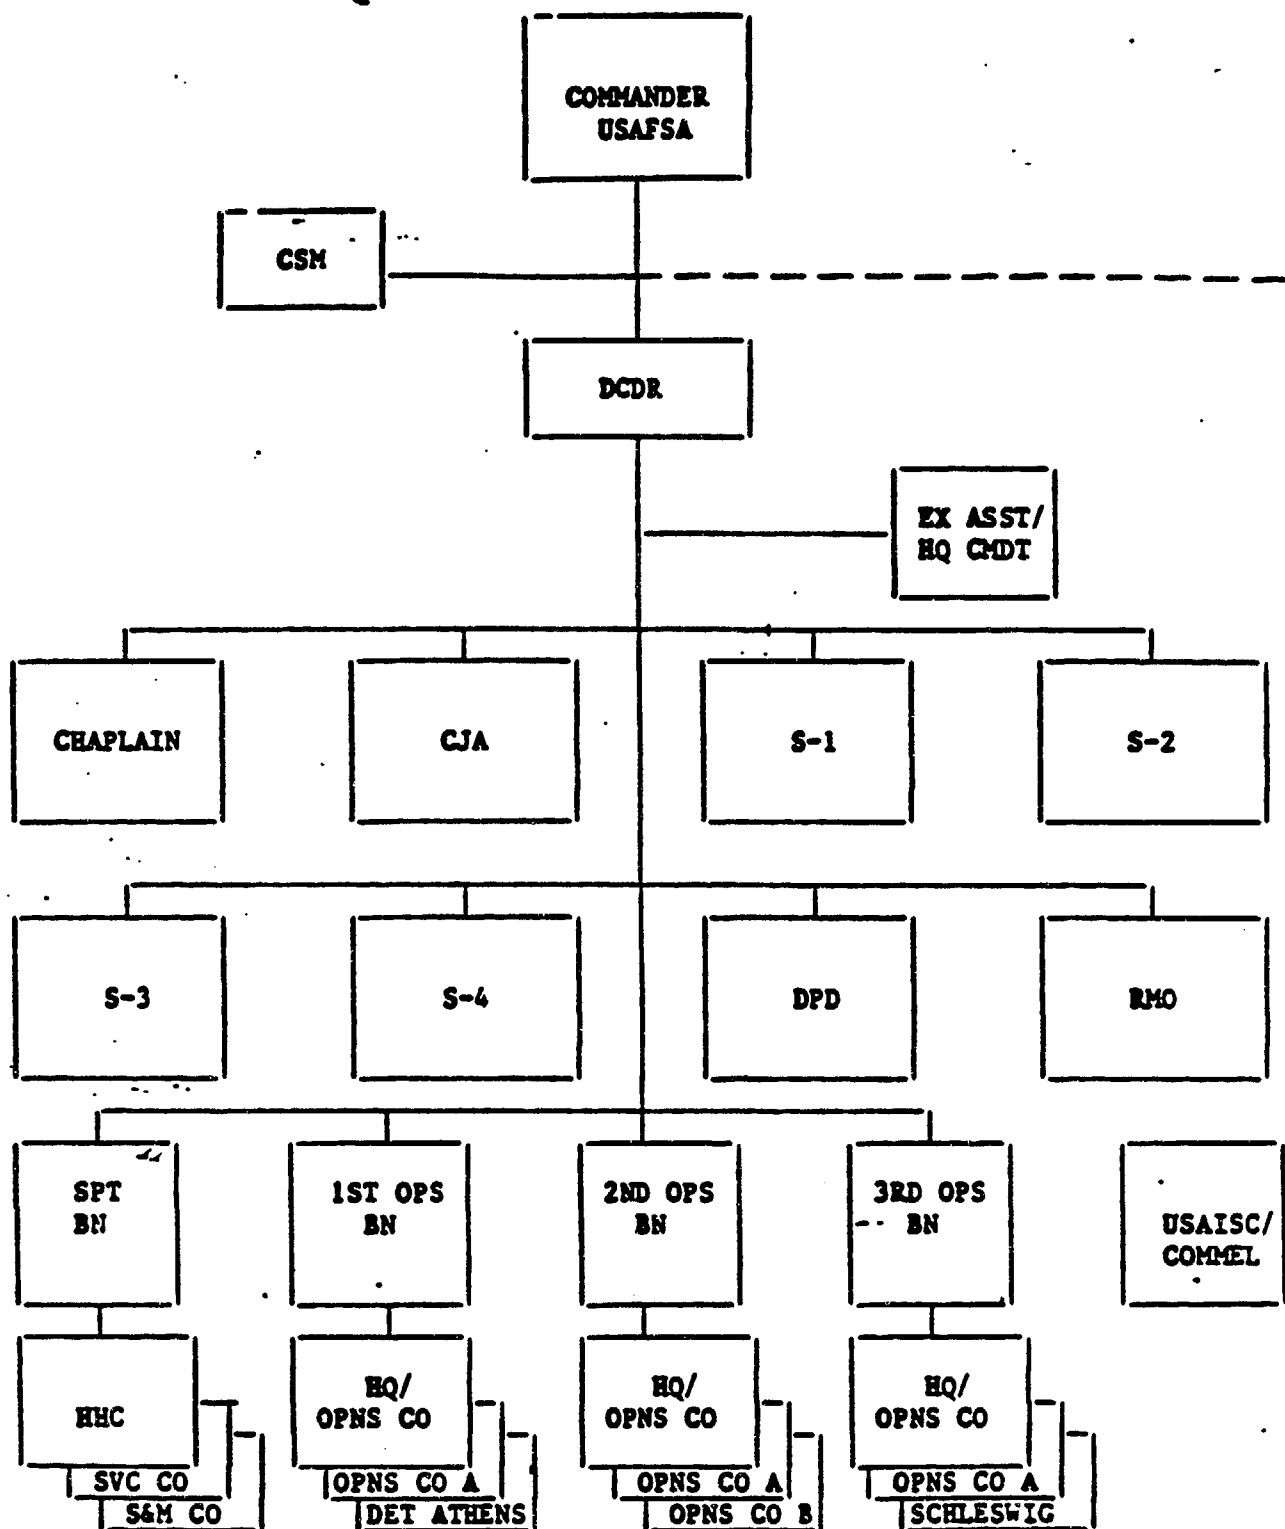 COMMANDER
USAFSA
CSM
DCDR
EX ASST/
HQ CMDT
CHAPLAIN
CJA
S-1
S-2
S-3
S-4
DPD
RMO
SPT
BN
1ST OPS
BN
2ND OPS
BN
3RD OPS
BN
USAISC/
COMMEL
HHC
SVC CO
S&M CO
HQ/
OPNS CO
OPNS CO A
DET ATHENS
HQ/
OPNS CO
OPNS CO A
OPNS CO B
HQ/
OPNS CO
OPNS CO A
SCHLESWIG